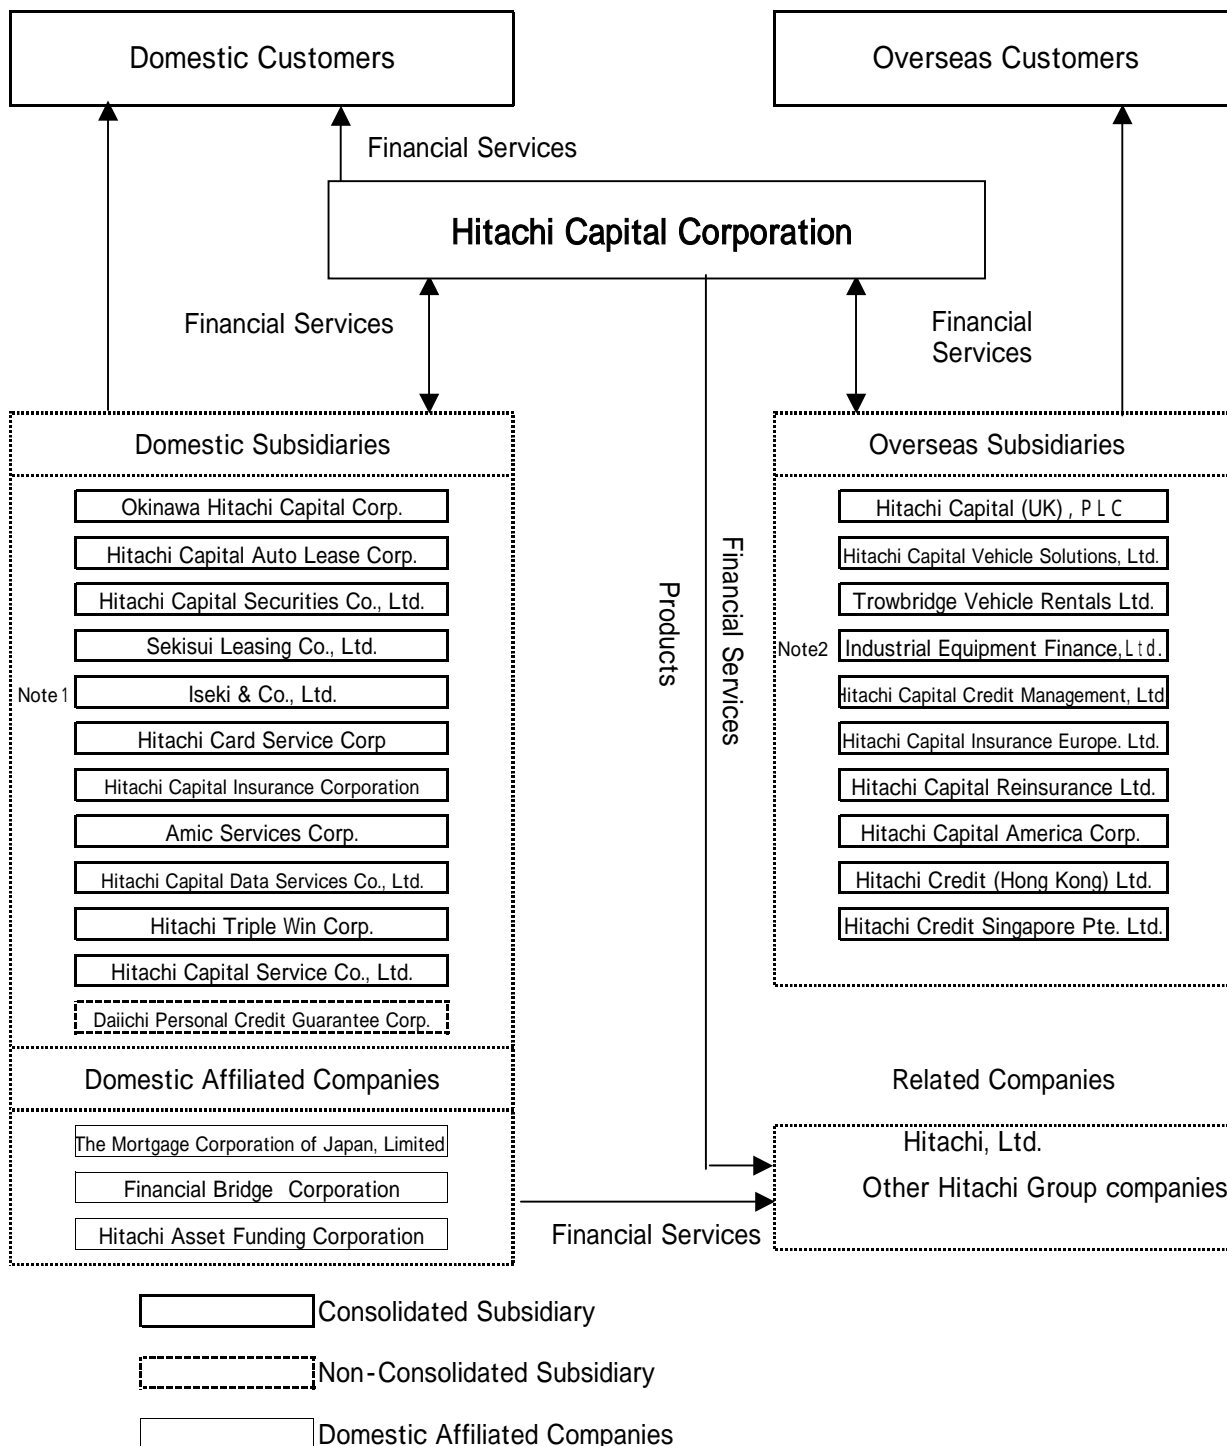 Domestic Customers
Overseas Customers
Financial Services
Hitachi Capital Corporation
Financial Services
Financial
Services
Domestic Subsidiaries
Okinawa Hitachi Capital Corp.
Hitachi Capital Auto Lease Corp.
Hitachi Capital Securities Co., Ltd.
Sekisui Leasing Co., Ltd.
Note1
Iseki & Co., Ltd.
Hitachi Card Service Corp
Hitachi Capital Insurance Corporation
Amic Services Corp.
Hitachi Capital Data Services Co., Ltd.
Hitachi Triple Win Corp.
Hitachi Capital Service Co., Ltd.
Daiichi Personal Credit Guarantee Corp.
Domestic Affiliated Companies
The Mortgage Corporation of Japan, Limited
Financial Bridge Corporation
Hitachi Asset Funding Corporation
Products
Financial Services
Overseas Subsidiaries
Hitachi Capital (UK) , PLC
Hitachi Capital Vehicle Solutions, Ltd.
Trowbridge Vehicle Rentals Ltd.
Note2
Industrial Equipment Finance, Ltd.
Hitachi Capital Credit Management, Ltd
Hitachi Capital Insurance Europe. Ltd.
Hitachi Capital Reinsurance Ltd.
Hitachi Capital America Corp.
Hitachi Credit (Hong Kong) Ltd.
Hitachi Credit Singapore Pte. Ltd.
Related Companies
Hitachi, Ltd.
Other Hitachi Group companies
Financial Services
Consolidated Subsidiary
Non-Consolidated Subsidiary
Domestic Affiliated Companies